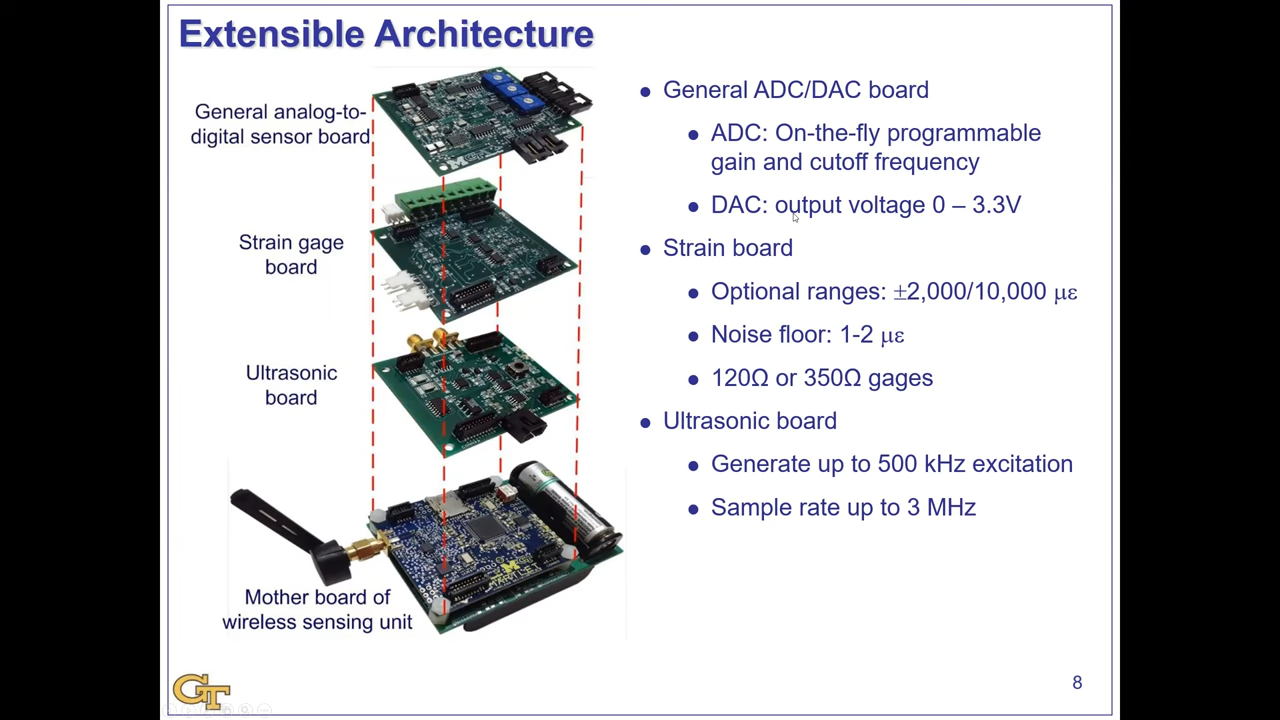 Extensible Architecture
General analog-to-
digital sensor board
Strain gage
board
Ultrasonic
board
Mother board of
wireless sensing unit
● General ADC/DAC board
● ADC: On-the-fly programmable
gain and cutoff frequency
● DAC: output voltage 0 – 3.3V
● Strain board
● Optional ranges: ±2,000/10,000 με
● Noise floor: 1-2 με
● 120Ω or 350Ω gages
● Ultrasonic board
● Generate up to 500 kHz excitation
● Sample rate up to 3 MHz
MARTLET
GT
8